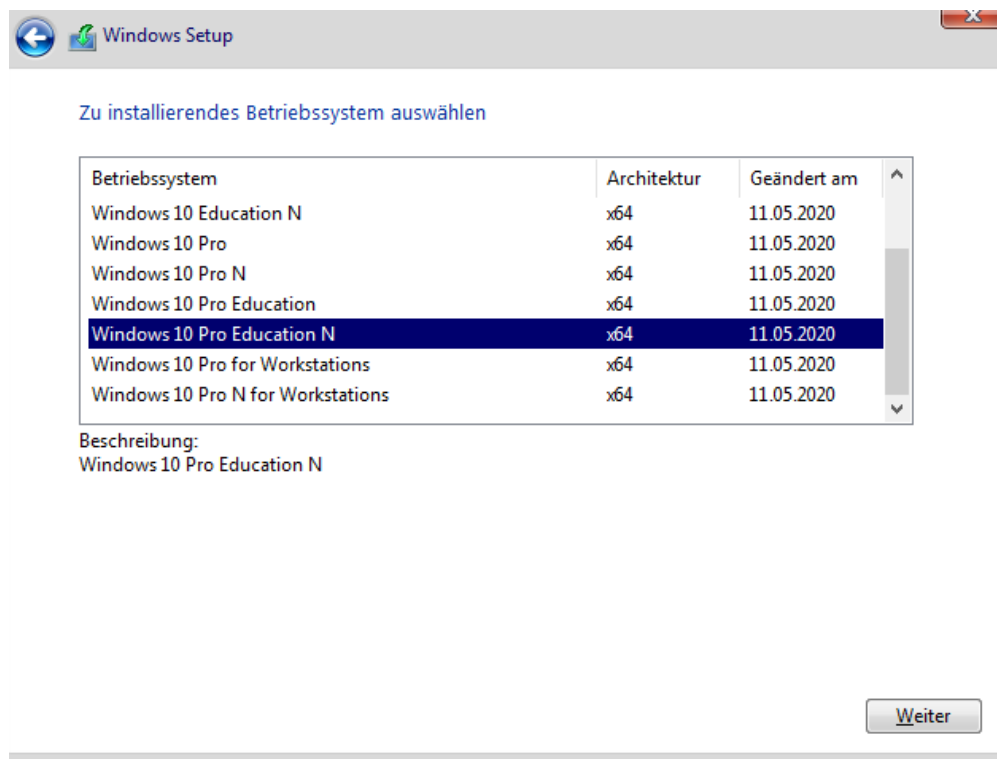 Windows Setup
Zu installierendes Betriebssystem auswählen
Betriebssystem Architektur Geändert am
Windows 10 Education N x64 11.05.2020
Windows 10 Pro x64 11.05.2020
Windows 10 Pro N x64 11.05.2020
Windows 10 Pro Education x64 11.05.2020
Windows 10 Pro Education N x64 11.05.2020
Windows 10 Pro for Workstations x64 11.05.2020
Windows 10 Pro N for Workstations x64 11.05.2020
Beschreibung:
Windows 10 Pro Education N
Weiter